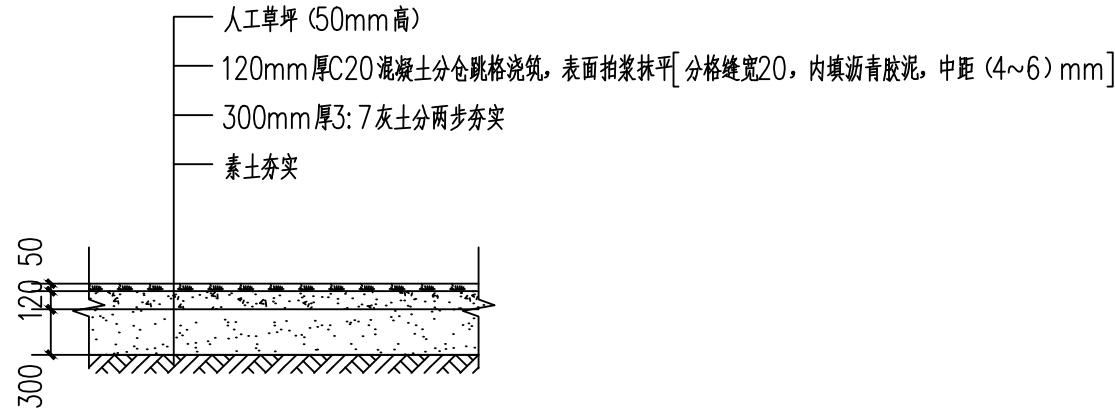 人工草坪 (50mm高)
120mm厚C20混凝土分仓跳格浇筑，表面拍浆抹平[分格缝宽20，内填沥青胶泥，中距 (4~6) mm]
300mm厚3:7灰土分两步夯实
素土夯实
50
120
300